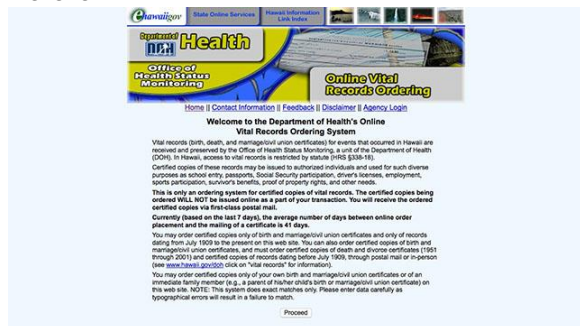 ehawaiigov
State Online Services
Hawaii Information
Link Index
Department of
DOH
Health
Office of
Health Status
Monitoring
Online Vital
Records Ordering
Home || Contact Information || Feedback || Disclaimer || Agency Login
Welcome to the Department of Health's Online
Vital Records Ordering System
Vital records (birth, death, and marriage/civil union certificates) for events that occurred in Hawaii are
received and preserved by the Office of Health Status Monitoring, a unit of the Department of Health
(DOH). In Hawaii, access to vital records is restricted by statute (HRS §338-18).
Certified copies of these records may be issued to authorized individuals and used for such diverse
purposes as school entry, passports, Social Security participation, driver's licenses, employment,
sports participation, survivor's benefits, proof of property rights, and other needs.
This is only an ordering system for certified copies of vital records. The certified copies being
ordered WILL NOT be issued online as a part of your transaction. You will receive the ordered
certified copies via first-class postal mail.
Currently (based on the last 7 days), the average number of days between online order
placement and the mailing of a certificate is 41 days.
You may order certified copies only of birth and marriage/civil union certificates and only of records
dating from July 1909 to the present on this web site. You can also order certified copies of birth and
marriage/civil union certificates, and must order certified copies of death and divorce certificates (1951
through 2001) and certified copies of records dating before July 1909, through postal mail or in-person
(see www.hawaii.gov/doh click on "vital records" for information).
You may order certified copies only of your own birth and marriage/civil union certificates or of an
immediate family member (e.g., a parent of his/her child's birth or marriage/civil union certificate) on
this web site. NOTE: This system does exact matches only. Please enter data carefully as
typographical errors will result in a failure to match.
Proceed